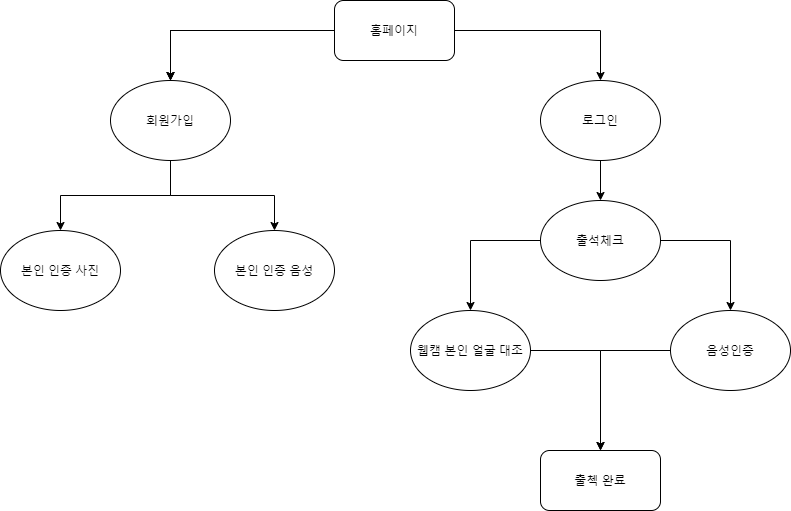 홈페이지
회원가입
로그인
출석체크
본인 인증 사진
본인 인증 음성
웹캠 본인 얼굴 대조
음성인증
출첵 완료